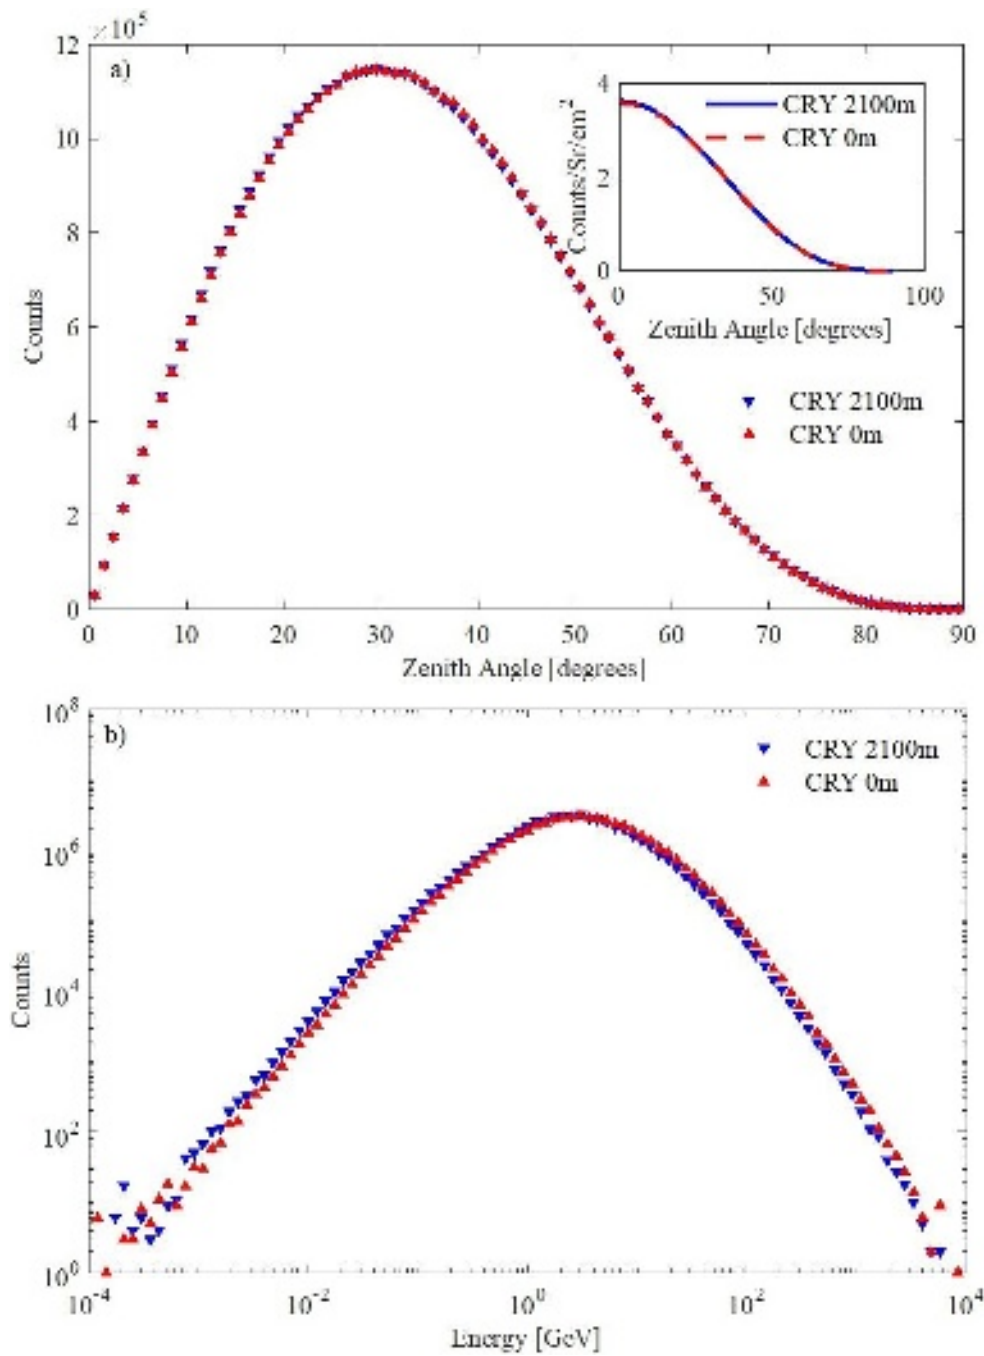 ×10⁵
12
a)
10
8
6
4
2
0
Counts
0 10 20 30 40 50 60 70 80 90
Zenith Angle [degrees]
4
2
0
Counts/Sr/cm²
CRY 2100m
CRY 0m
0 50 100
Zenith Angle [degrees]
CRY 2100m
CRY 0m
10⁸
b)
10⁶
10⁴
10²
10⁰
Counts
CRY 2100m
CRY 0m
10⁻⁴ 10⁻² 10⁰ 10² 10⁴
Energy [GeV]